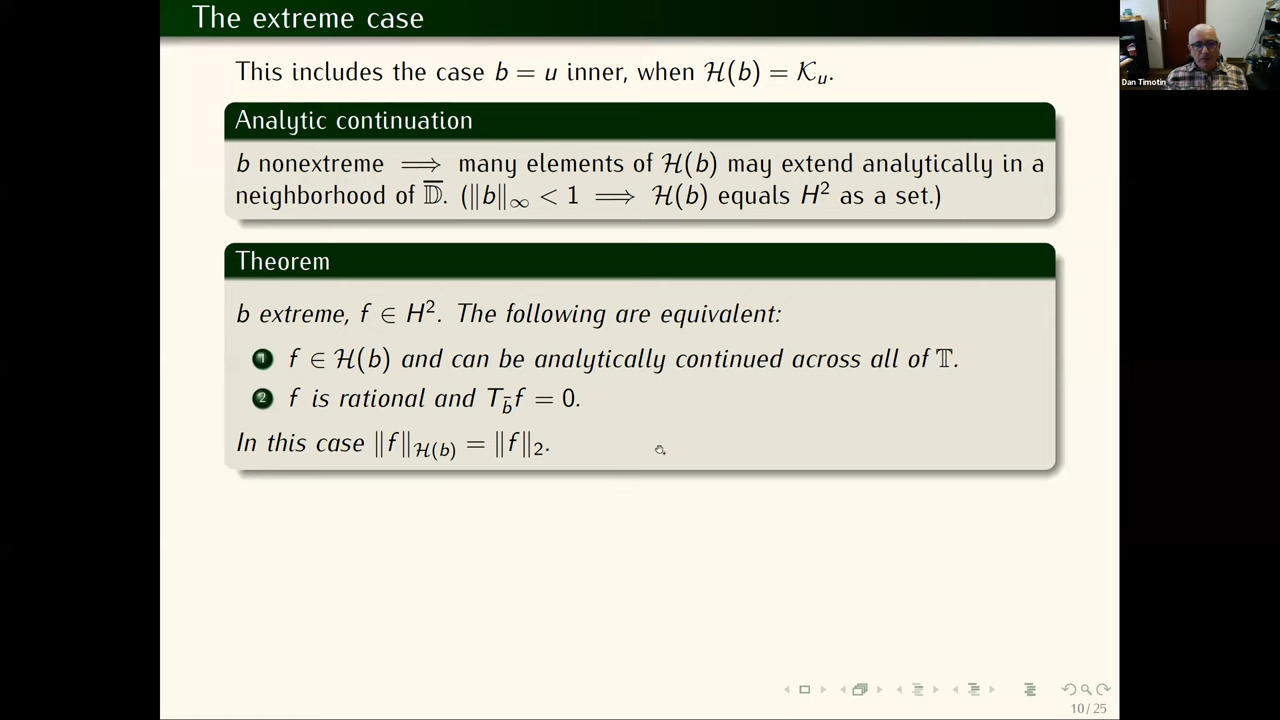 The extreme case
Dan Timotin
This includes the case b = u inner, when ℋ(b) = 𝒦ᵤ.
Analytic continuation
b nonextreme ⟹ many elements of ℋ(b) may extend analytically in a
neighborhood of 𝔻̅. (‖b‖∞ < 1 ⟹ ℋ(b) equals H² as a set.)
Theorem
b extreme, f ∈ H². The following are equivalent:
1 f ∈ ℋ(b) and can be analytically continued across all of 𝕋.
2 f is rational and T_b̄ f = 0.
In this case ‖f‖_ℋ(b) = ‖f‖₂.
10 / 25